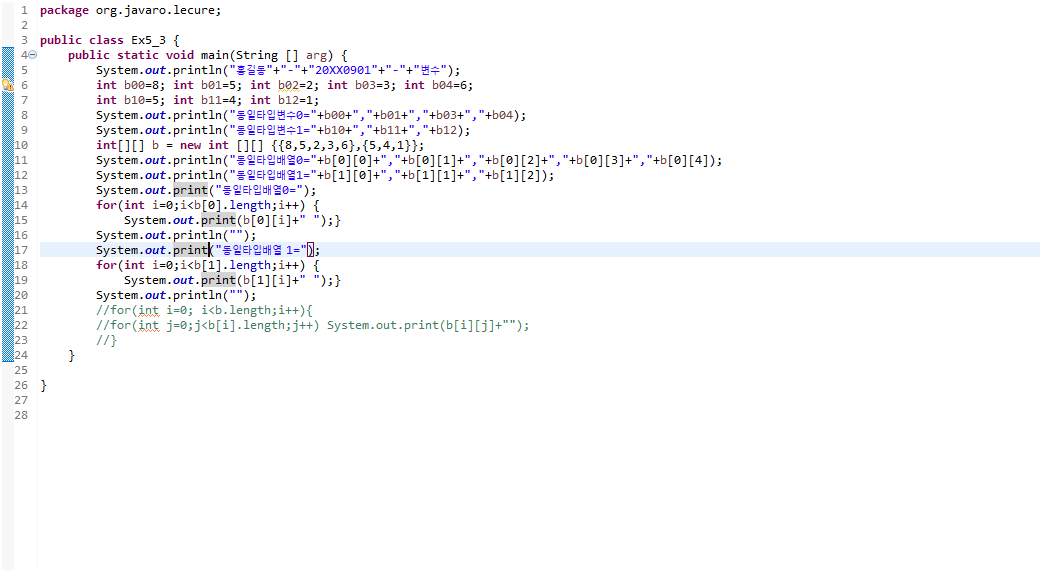 1 package org.javaro.lecure;
2
3 public class Ex5_3 {
4 public static void main(String [] arg) {
5 System.out.println("홍길동"+"-"+"20XX0901"+"-"+"변수");
6 int b00=8; int b01=5; int b02=2; int b03=3; int b04=6;
7 int b10=5; int b11=4; int b12=1;
8 System.out.println("동일타입변수0="+b00+","+b01+","+b03+","+b04);
9 System.out.println("동일타입변수1="+b10+","+b11+","+b12);
10 int[][] b = new int [][] {{8,5,2,3,6},{5,4,1}};
11 System.out.println("동일타입배열0="+b[0][0]+","+b[0][1]+","+b[0][2]+","+b[0][3]+","+b[0][4]);
12 System.out.println("동일타입배열1="+b[1][0]+","+b[1][1]+","+b[1][2]);
13 System.out.print("동일타입배열0=");
14 for(int i=0;i<b[0].length;i++) {
15 System.out.print(b[0][i]+" ");}
16 System.out.println("");
17 System.out.print("동일타입배열 1=");
18 for(int i=0;i<b[1].length;i++) {
19 System.out.print(b[1][i]+" ");}
20 System.out.println("");
21 //for(int i=0; i<b.length;i++){
22 //for(int j=0;j<b[i].length;j++) System.out.print(b[i][j]+"");
23 //}
24 }
25
26 }
27
28